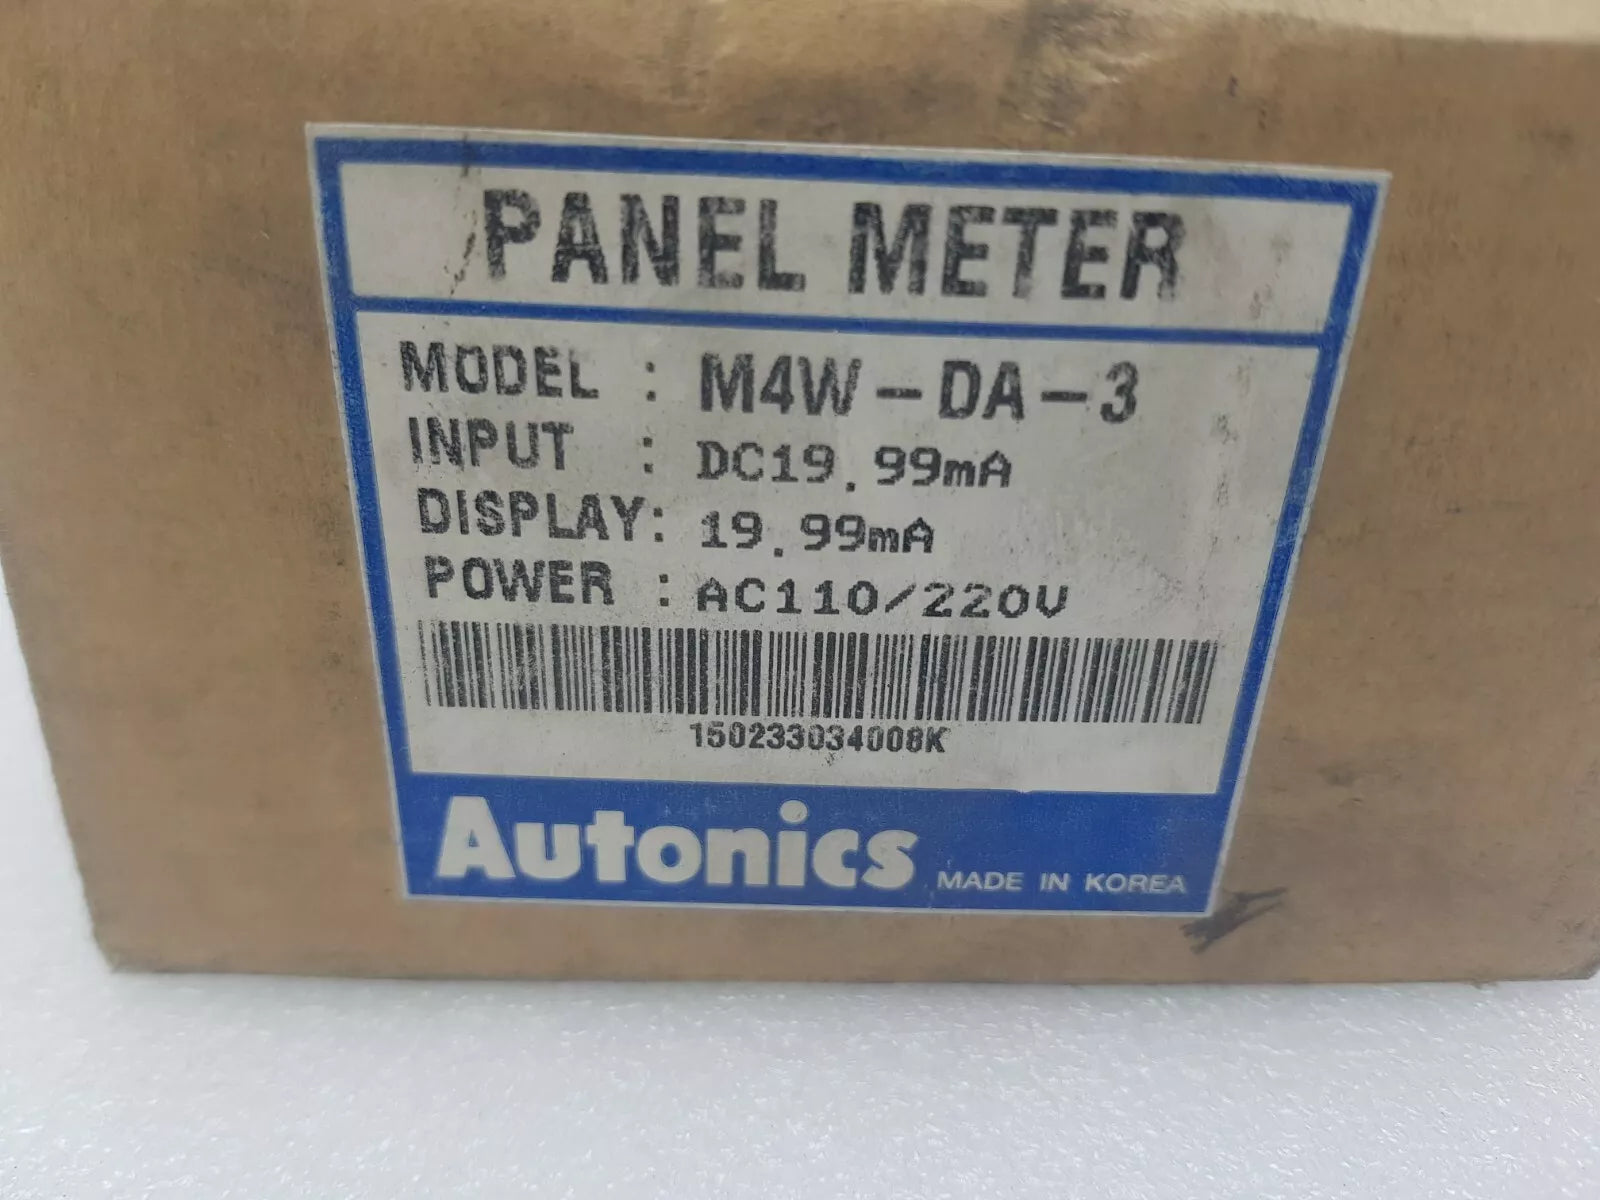 PANEL METER
MODEL : M4W-DA-3
INPUT : DC19.99mA
DISPLAY: 19.99mA
POWER : AC110/220V
150233034008K
Autonics MADE IN KOREA